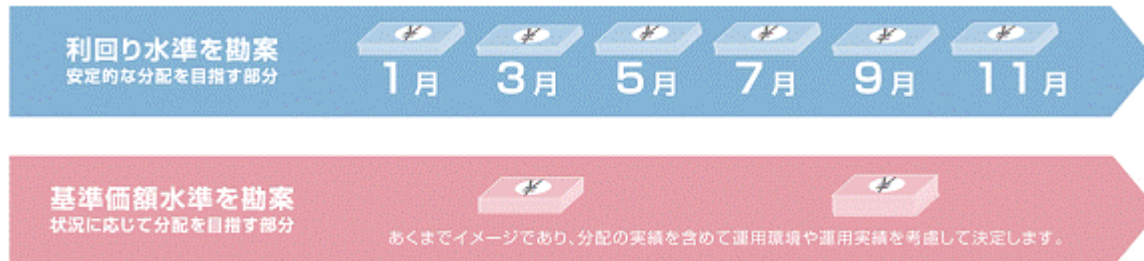 利回り水準を勘案
安定的な分配を目指す部分
¥ ¥ ¥ ¥ ¥ ¥
1月 3月 5月 7月 9月 11月
基準価額水準を勘案
状況に応じて分配を目指す部分
¥ ¥
あくまでイメージであり、分配の実績を含めて運用環境や運用実績を考慮して決定します。